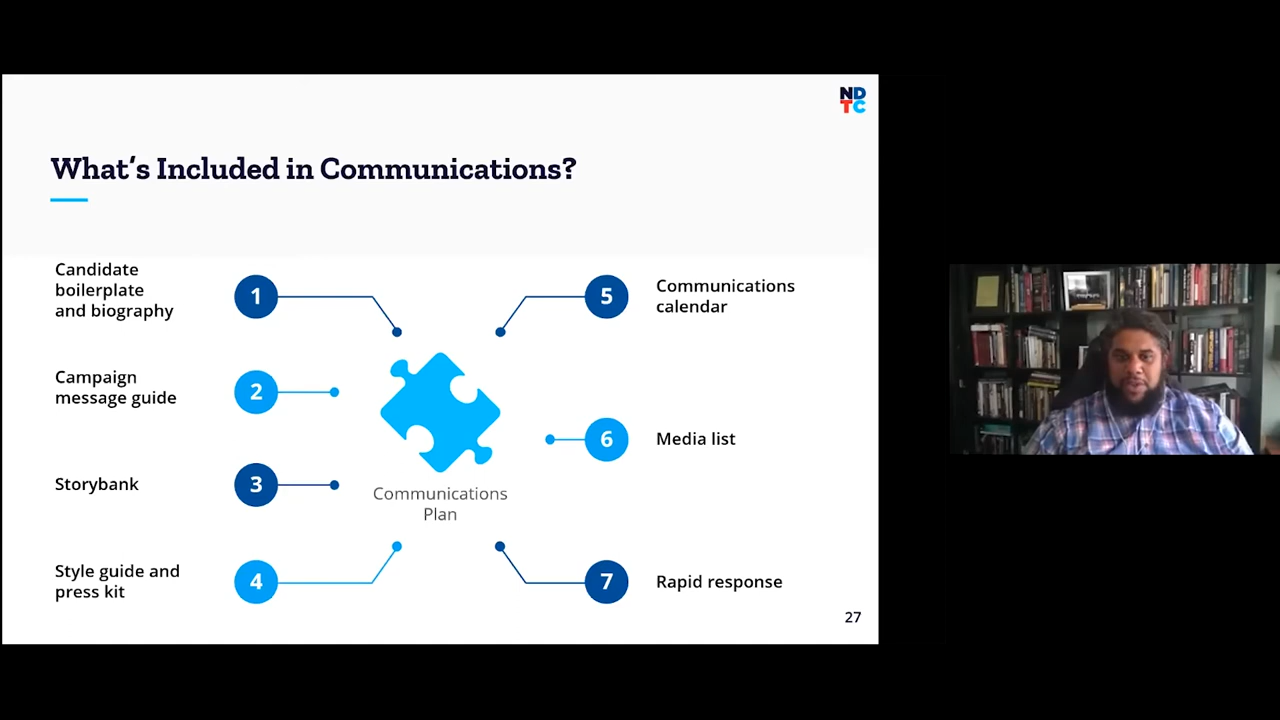 ND
TC
What's Included in Communications?
Candidate
boilerplate
and biography
1
Campaign
message guide
2
Storybank
3
Style guide and
press kit
4
Communications
Plan
5
Communications
calendar
6
Media list
7
Rapid response
27